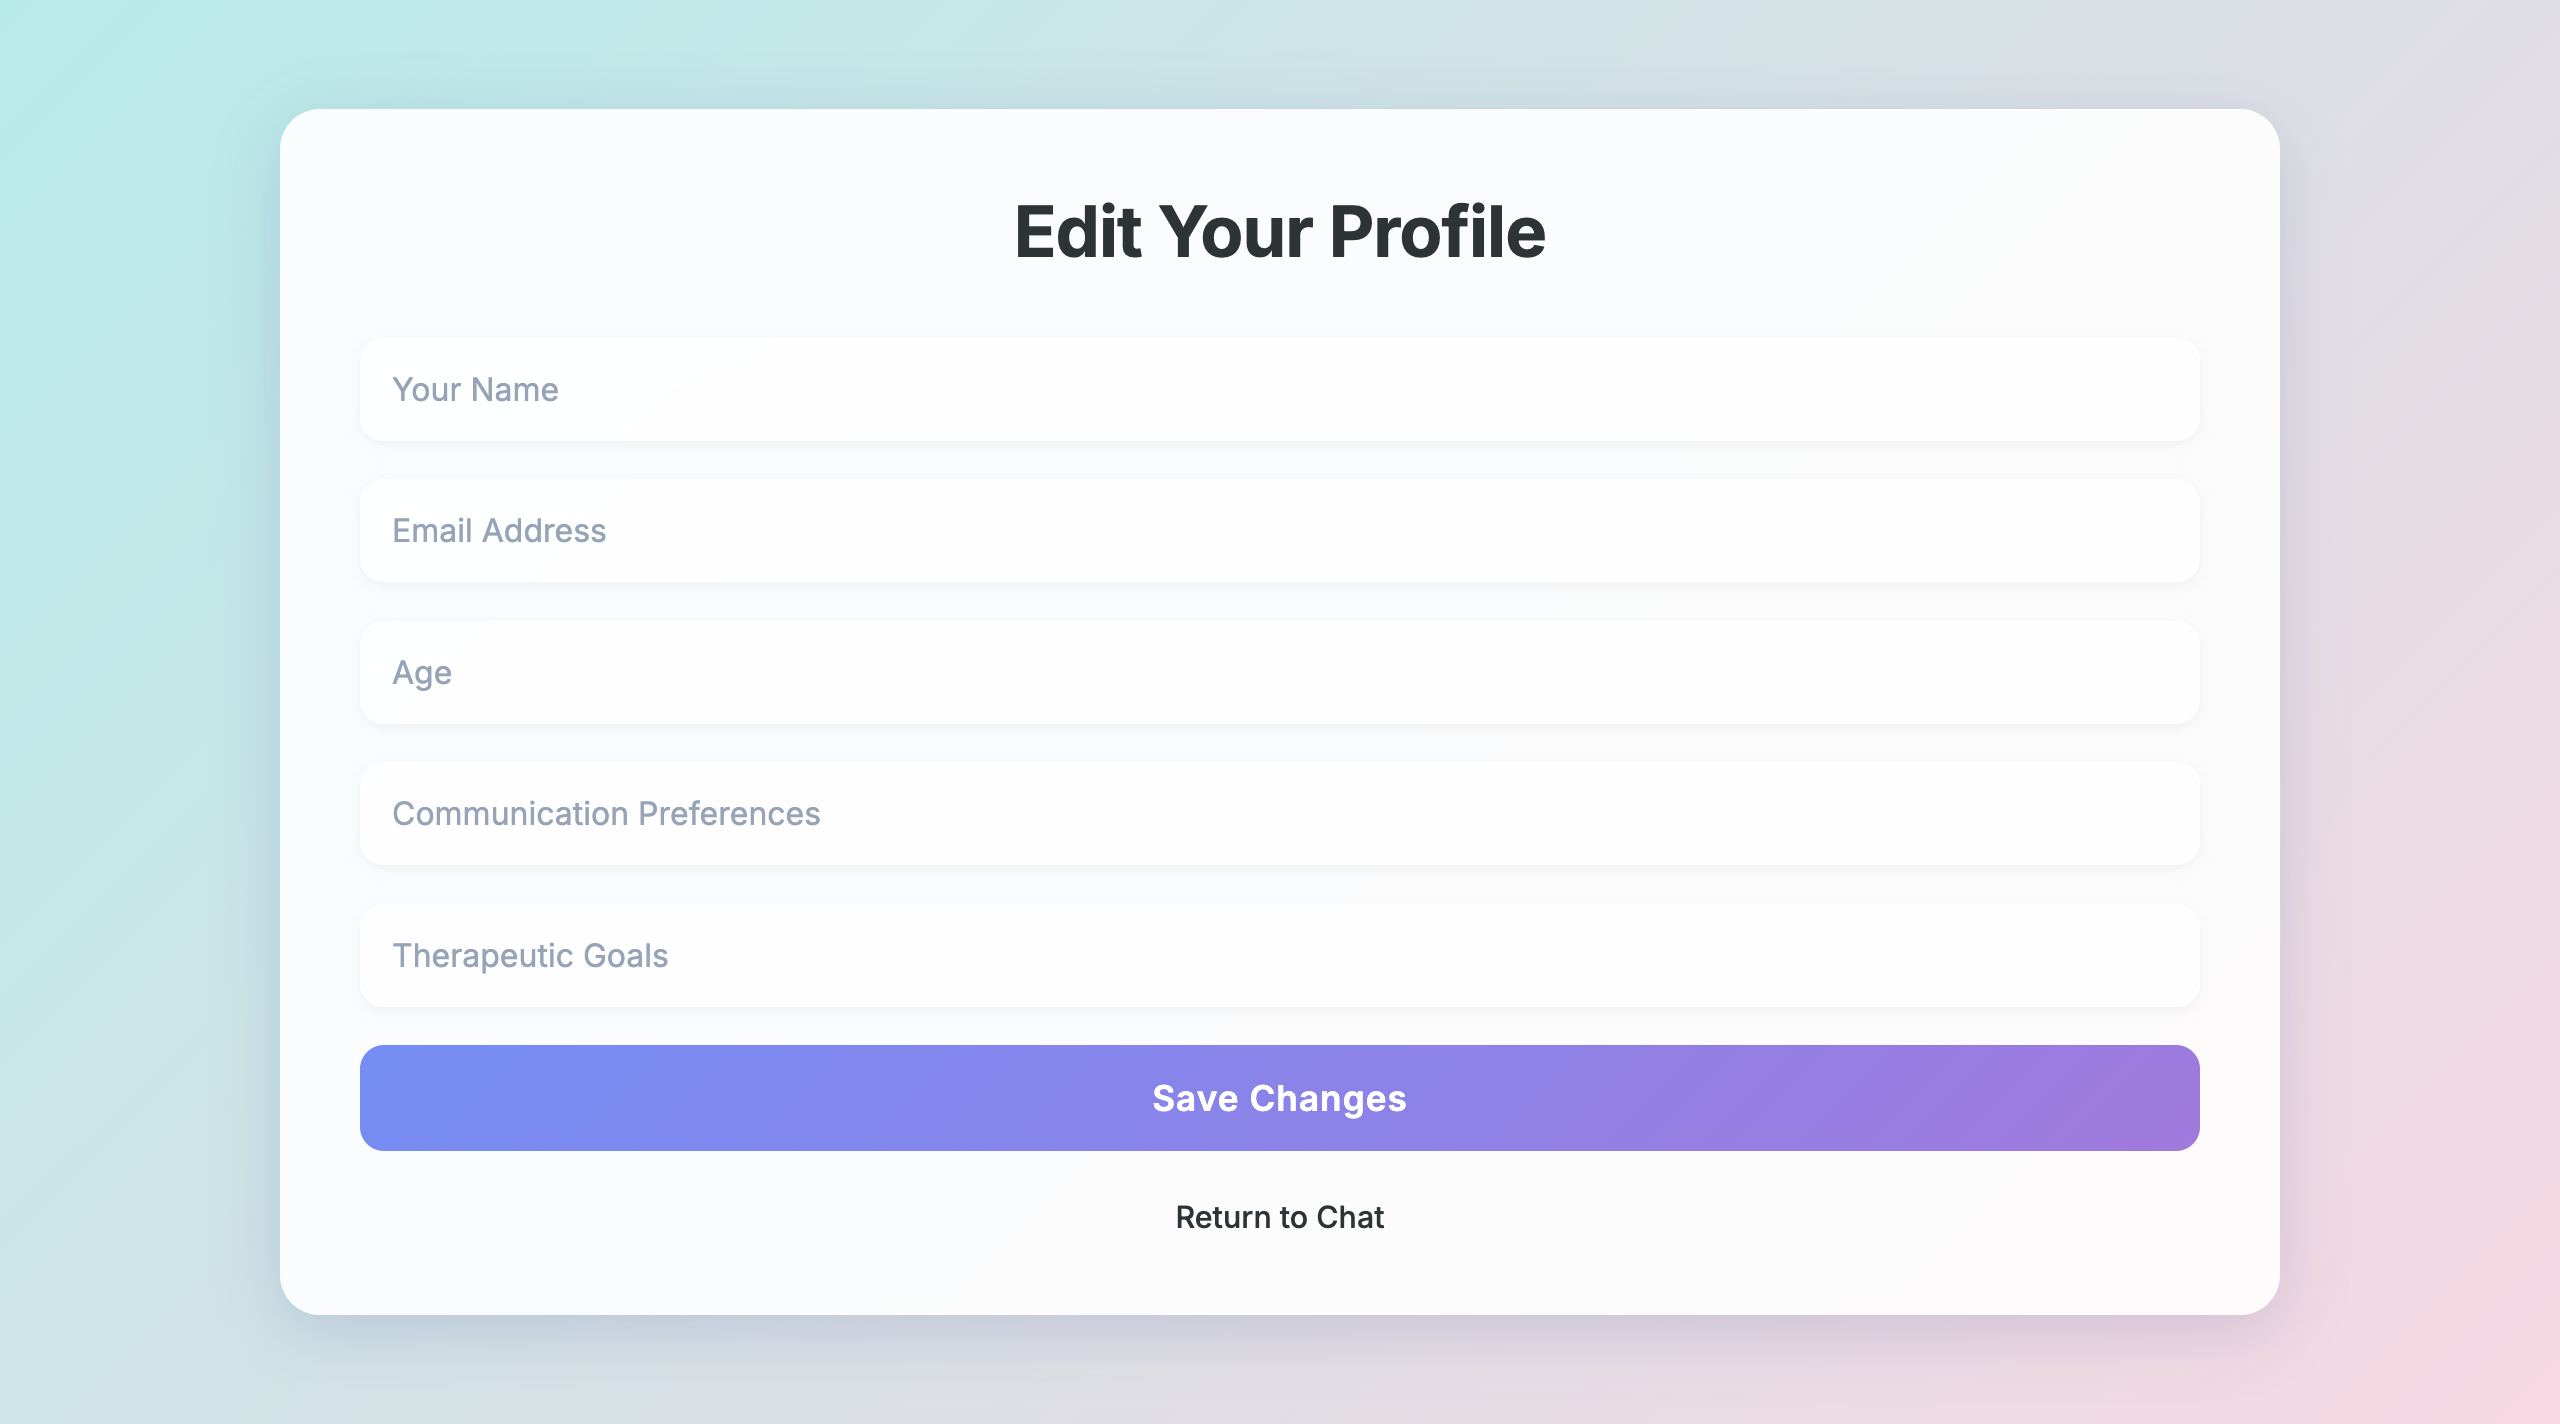 Edit Your Profile
Your Name
Email Address
Age
Communication Preferences
Therapeutic Goals
Save Changes
Return to Chat